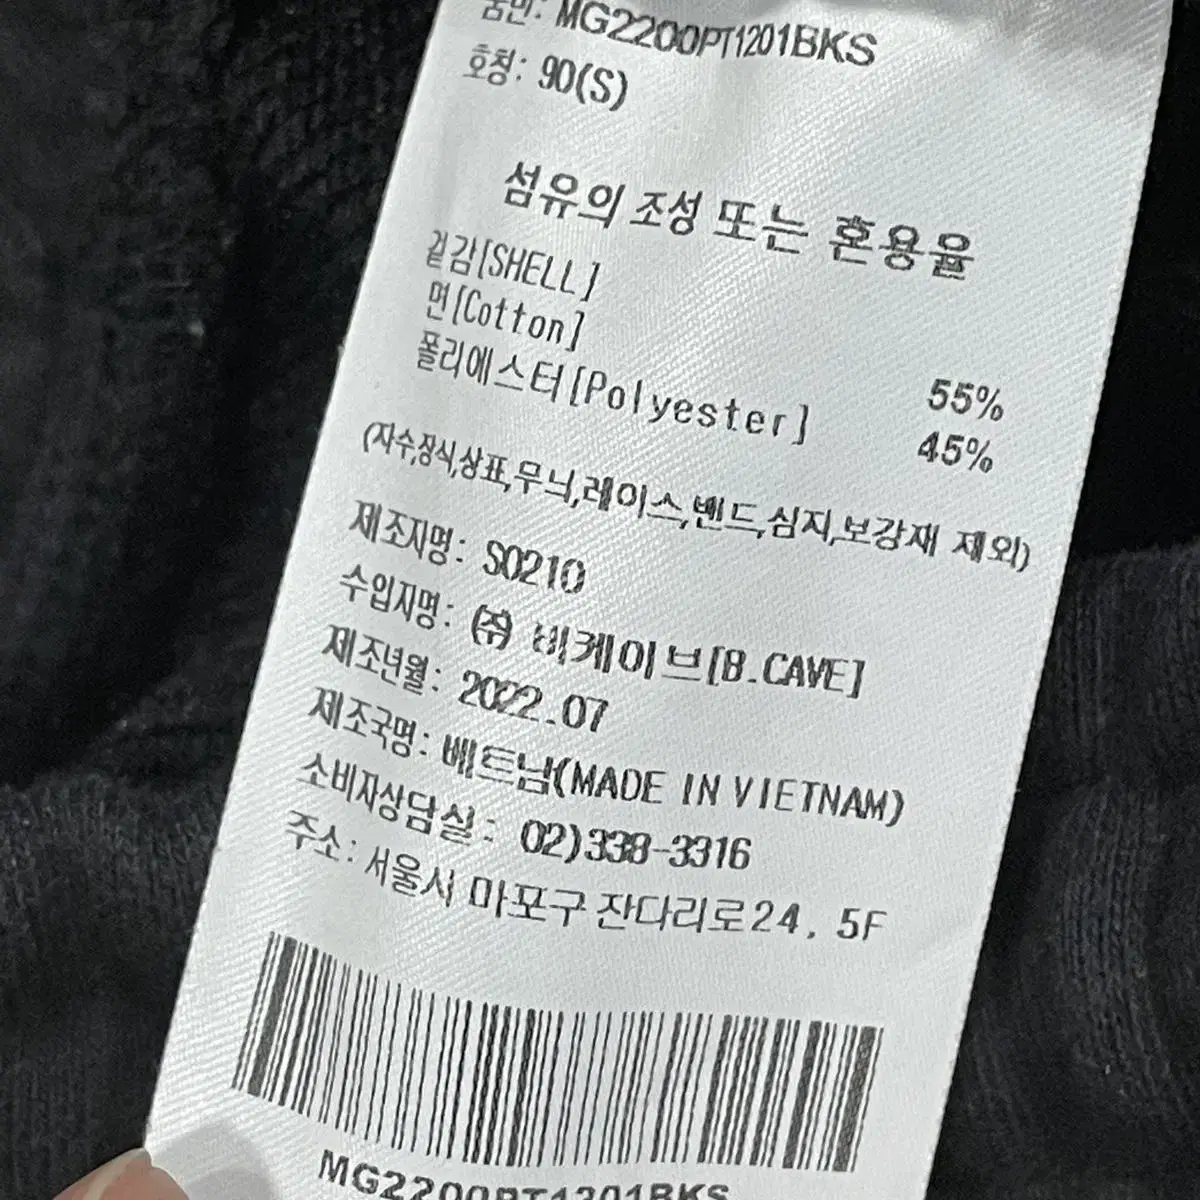 품번: MG2200PT1201BKS
호칭: 90(S)
섬유의 조성 또는 혼용율
겉감[SHELL]
면[Cotton] 55%
폴리에스터[Polyester] 45%
(자수,장식,상표,무늬,레이스,밴드,심지,보강재 제외)
제조자명: S0210
수입자명: ㈜ 비케이브[B.CAVE]
제조년월: 2022.07
제조국명: 베트남(MADE IN VIETNAM)
소비자상담실: 02)338-3316
주소: 서울시 마포구 잔다리로24, 5F
MG2200PT1201BKS